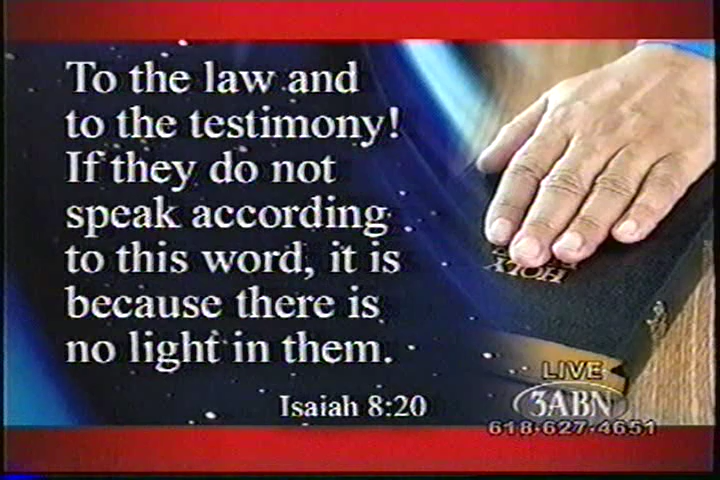 To the law and
to the testimony!
If they do not
speak according
to this word, it is
because there is
no light in them.
Isaiah 8:20
HOLY
LIVE
3ABN
618-627-4651